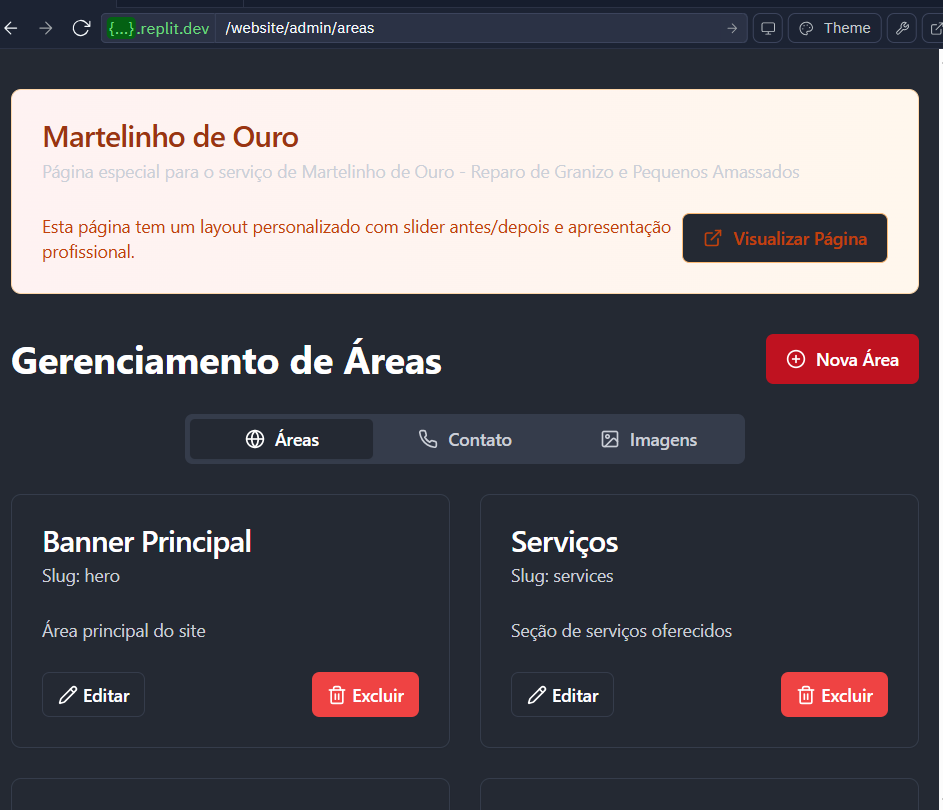 {...}.replit.dev /website/admin/areas Theme
Martelinho de Ouro
Página especial para o serviço de Martelinho de Ouro - Reparo de Granizo e Pequenos Amassados
Esta página tem um layout personalizado com slider antes/depois e apresentação
profissional.
Visualizar Página
Gerenciamento de Áreas
Nova Área
Áreas Contato Imagens
Banner Principal
Slug: hero
Área principal do site
Editar Excluir
Serviços
Slug: services
Seção de serviços oferecidos
Editar Excluir